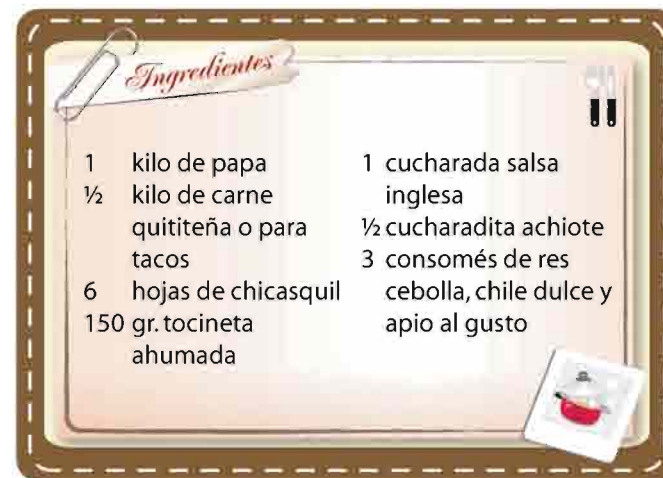 Ingredientes
1 kilo de papa
½ kilo de carne
quititeña o para
tacos
6 hojas de chicasquil
150 gr. tocineta
ahumada
1 cucharada salsa
inglesa
½ cucharadita achiote
3 consomés de res
cebolla, chile dulce y
apio al gusto